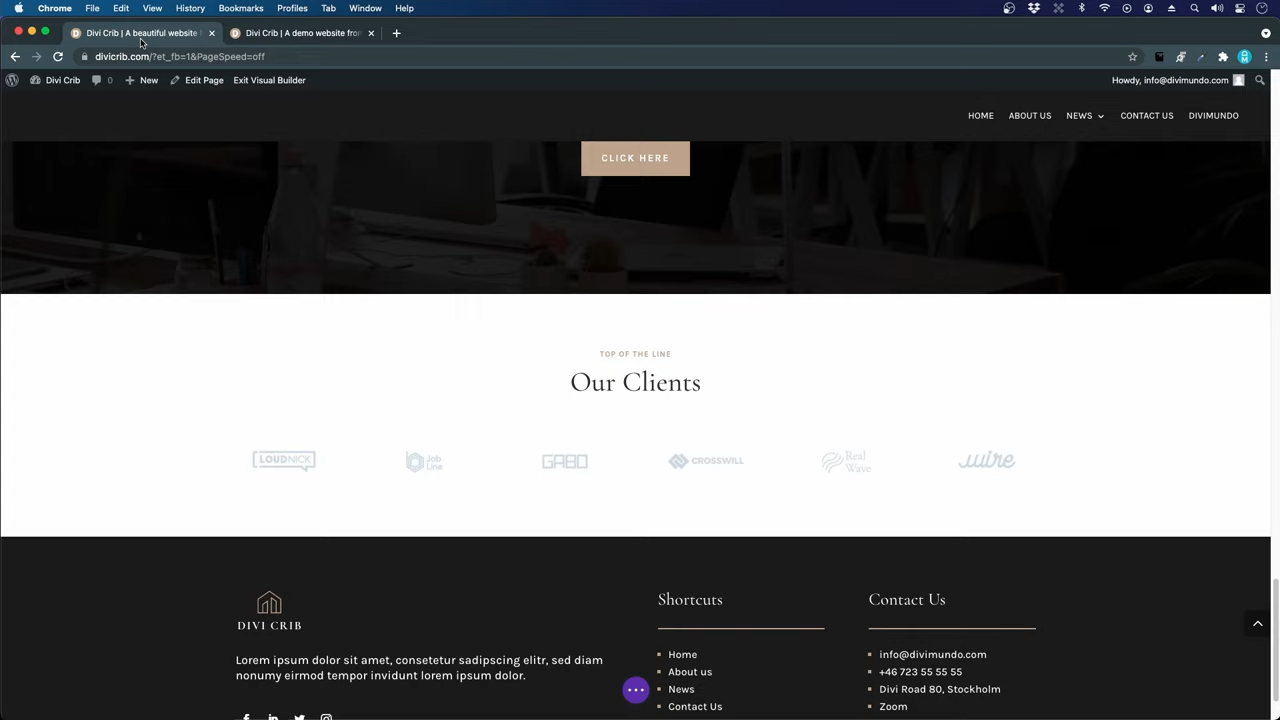 Chrome File Edit View History Bookmarks Profiles Tab Window Help
Divi Crib | A beautiful website Divi Crib | A demo website from
divicrib.com/?et_fb=1&PageSpeed=off
Divi Crib 0 New Edit Page Exit Visual Builder Howdy, info@divimundo.com
HOME ABOUT US NEWS CONTACT US DIVIMUNDO
CLICK HERE
TOP OF THE LINE
Our Clients
LOUDNICK Job Line GABO CROSSWILL Real Wave wire
DIVI CRIB
Lorem ipsum dolor sit amet, consetetur sadipscing elitr, sed diam
nonumy eirmod tempor invidunt lorem ipsum dolor.
Shortcuts
Home
About us
News
Contact Us
Contact Us
info@divimundo.com
+46 723 55 55 55
Divi Road 80, Stockholm
Zoom